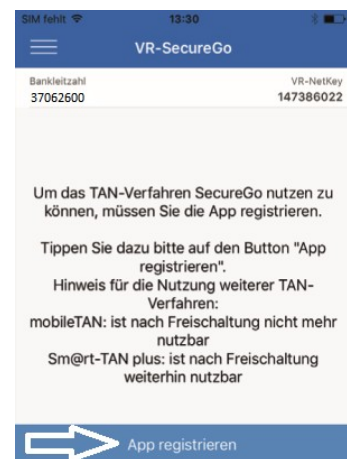 SIM fehlt 13:30
VR-SecureGo
Bankleitzahl VR-NetKey
37062600 147386022
Um das TAN-Verfahren SecureGo nutzen zu
können, müssen Sie die App registrieren.
Tippen Sie dazu bitte auf den Button "App
registrieren".
Hinweis für die Nutzung weiterer TAN-
Verfahren:
mobileTAN: ist nach Freischaltung nicht mehr
nutzbar
Sm@rt-TAN plus: ist nach Freischaltung
weiterhin nutzbar
App registrieren